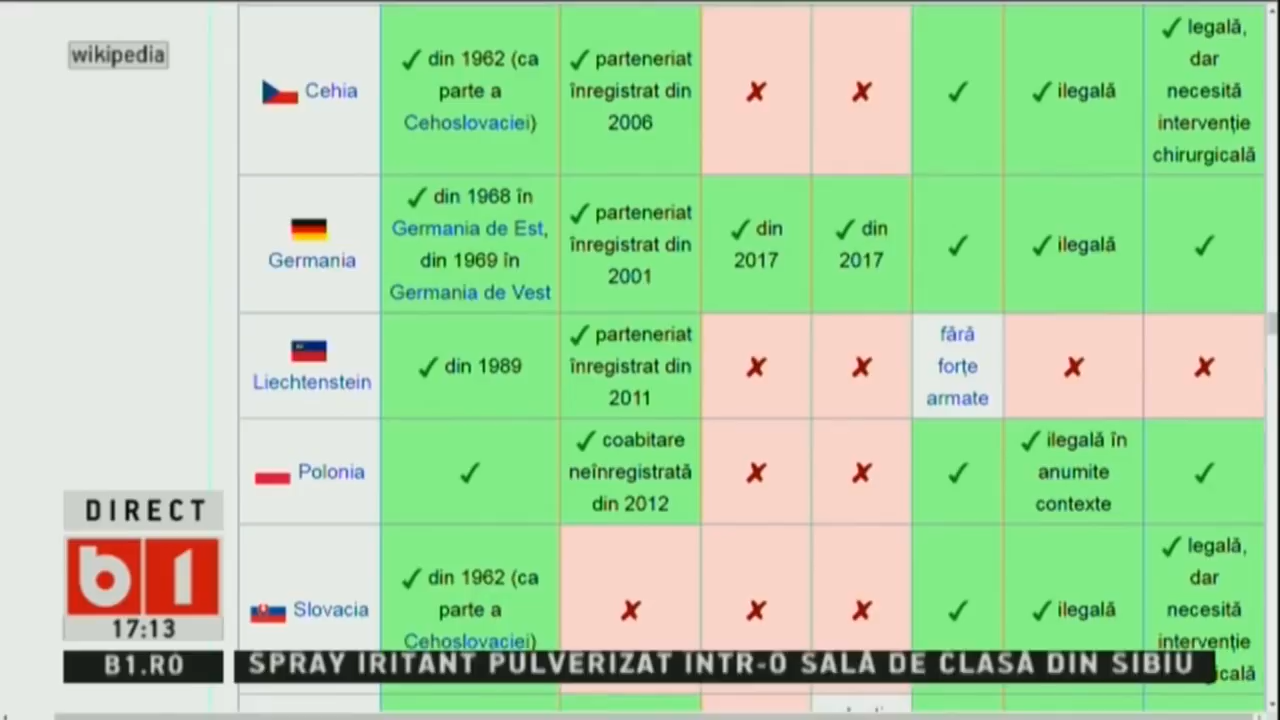 wikipedia
Cehia
✓ din 1962 (ca
parte a
Cehoslovaciei)
✓ parteneriat
înregistrat din
2006
✘
✘
✓
✓ ilegală
✓ legală,
dar
necesită
intervenție
chirurgicală
Germania
✓ din 1968 în
Germania de Est,
din 1969 în
Germania de Vest
✓ parteneriat
înregistrat din
2001
✓ din
2017
✓ din
2017
✓
✓ ilegală
✓
Liechtenstein
✓ din 1989
✓ parteneriat
înregistrat din
2011
✘
✘
fără
forțe
armate
✘
✘
Polonia
✓
✓ coabitare
neînregistrată
din 2012
✘
✘
✓
✓ ilegală în
anumite
contexte
✓
Slovacia
✓ din 1962 (ca
parte a
Cehoslovaciei)
✘
✘
✘
✓
✓ ilegală
✓ legală,
dar
necesită
intervenție
DIRECT
b1
17:13
B1.RO
SPRAY IRITANT PULVERIZAT ÎNTR-O SALĂ DE CLASĂ DIN SIBIU